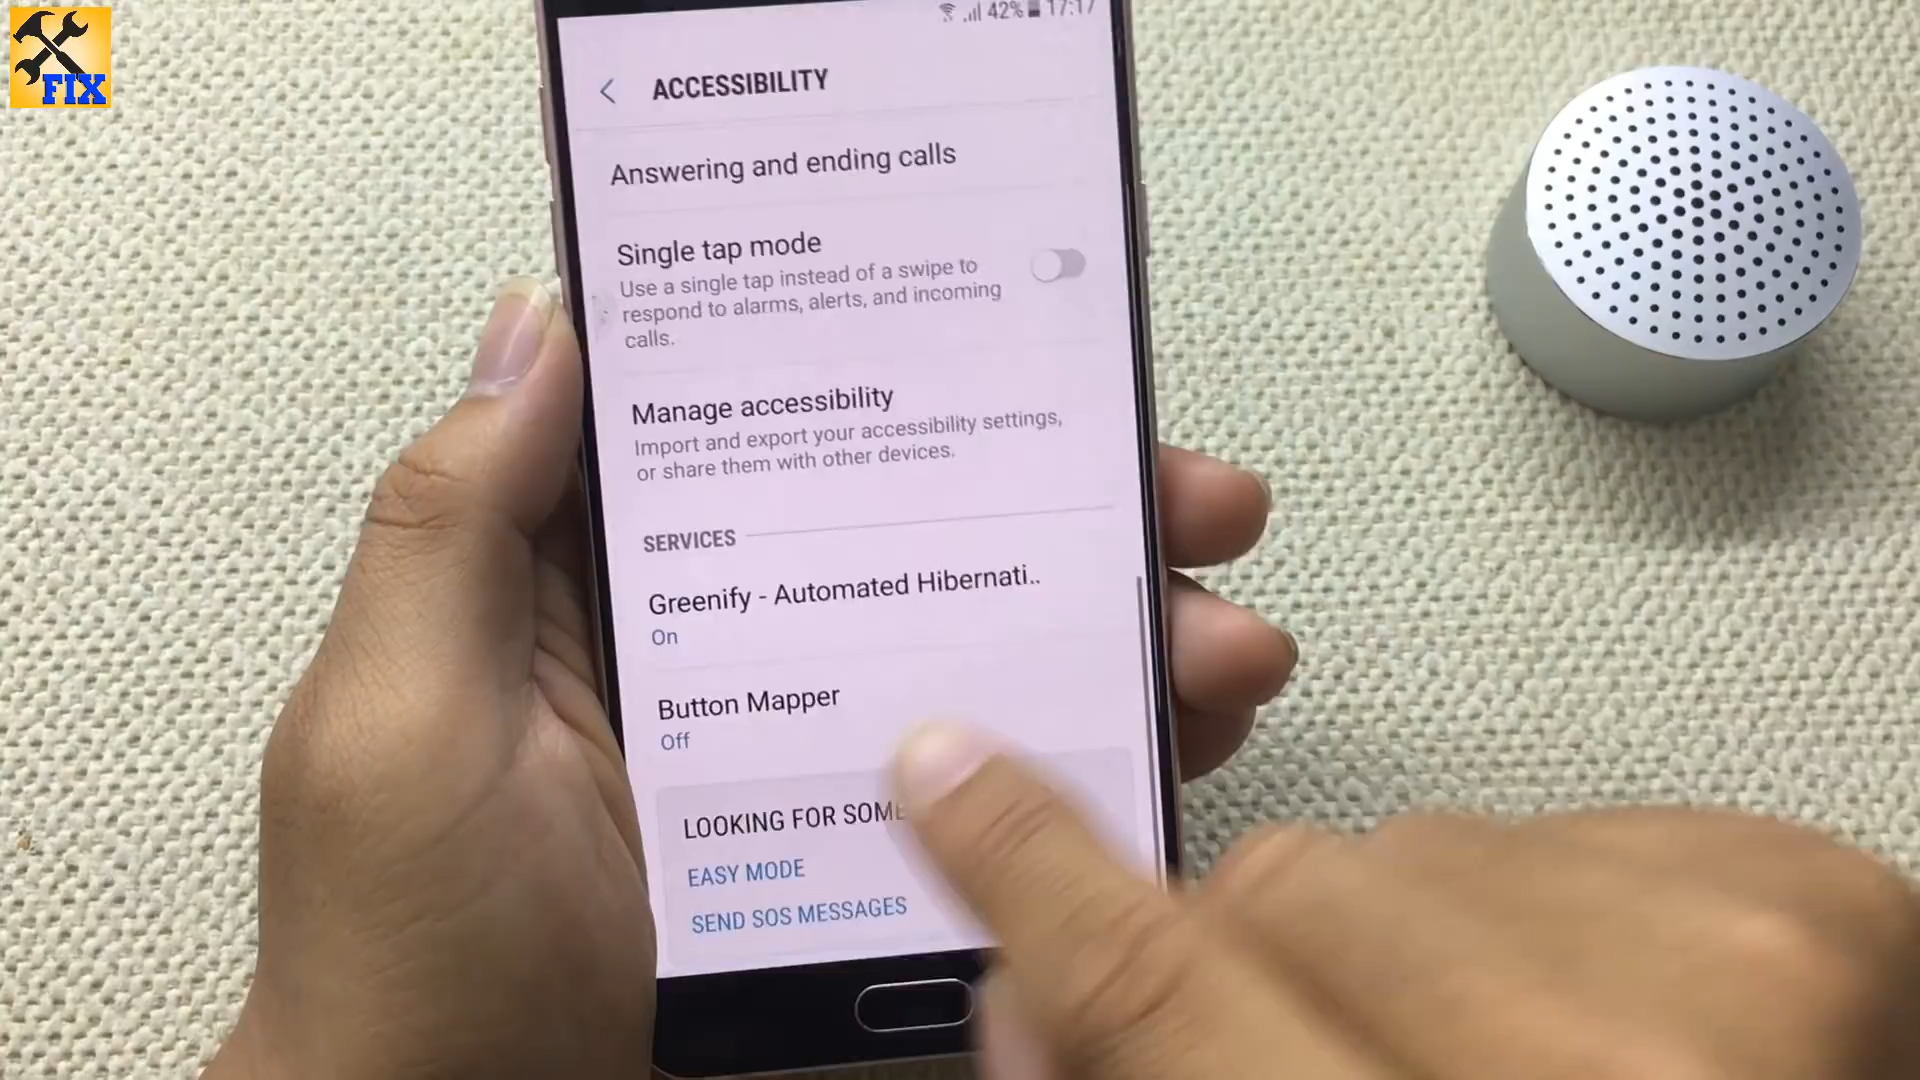 FIX
42% 17:17
ACCESSIBILITY
Answering and ending calls
Single tap mode
Use a single tap instead of a swipe to
respond to alarms, alerts, and incoming
calls.
Manage accessibility
Import and export your accessibility settings,
or share them with other devices.
SERVICES
Greenify - Automated Hibernati..
On
Button Mapper
Off
LOOKING FOR SOME
EASY MODE
SEND SOS MESSAGES